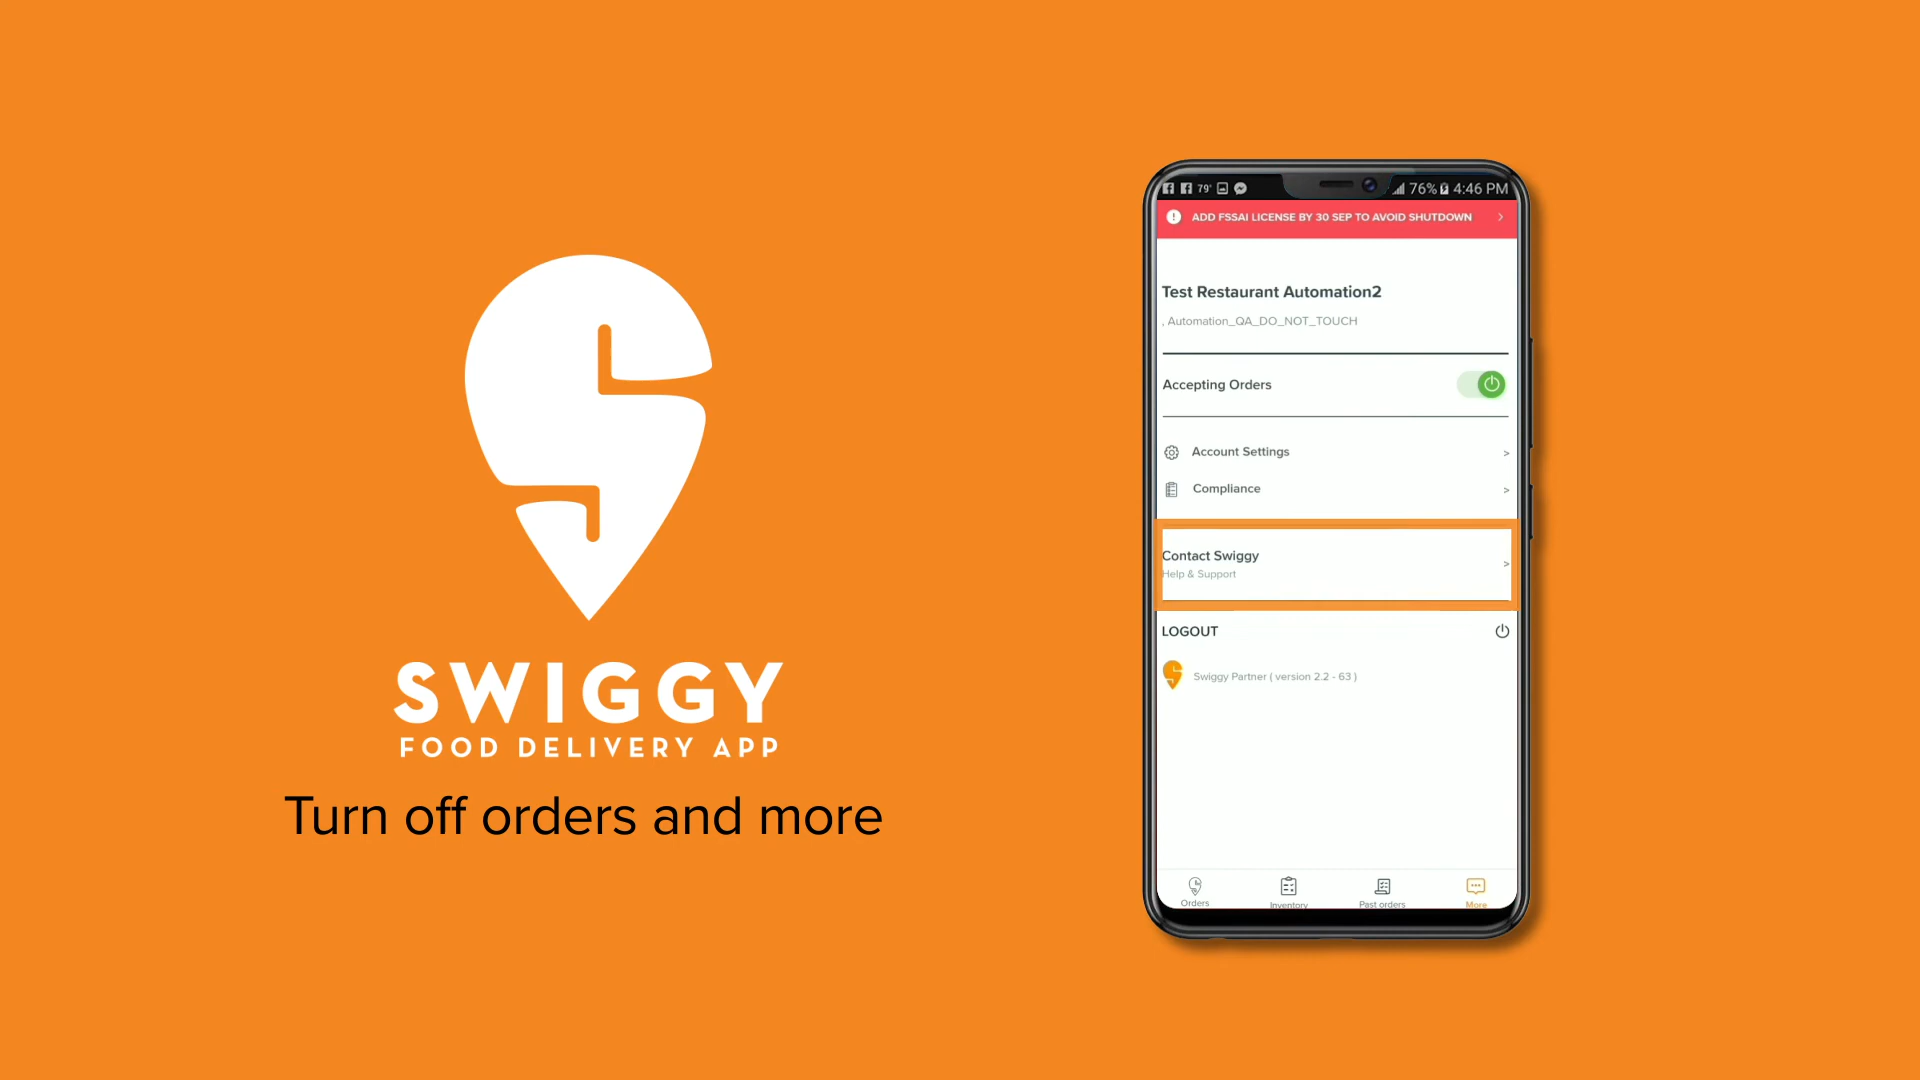 SWIGGY
FOOD DELIVERY APP
Turn off orders and more
79°
76% 4:46 PM
ADD FSSAI LICENSE BY 30 SEP TO AVOID SHUTDOWN >
Test Restaurant Automation2
, Automation_QA_DO_NOT_TOUCH
Accepting Orders
Account Settings >
Compliance >
Contact Swiggy >
Help & Support
LOGOUT
Swiggy Partner ( version 2.2 - 63 )
Orders Inventory Past orders More